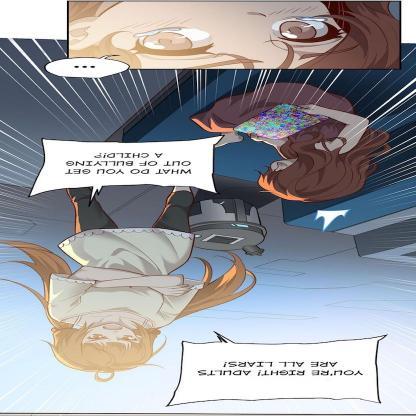 YOU'RE RIGHT! ADULTS
ARE ALL LIARS!
WHAT DO YOU GET
OUT OF BULLYING
A CHILD!?
...